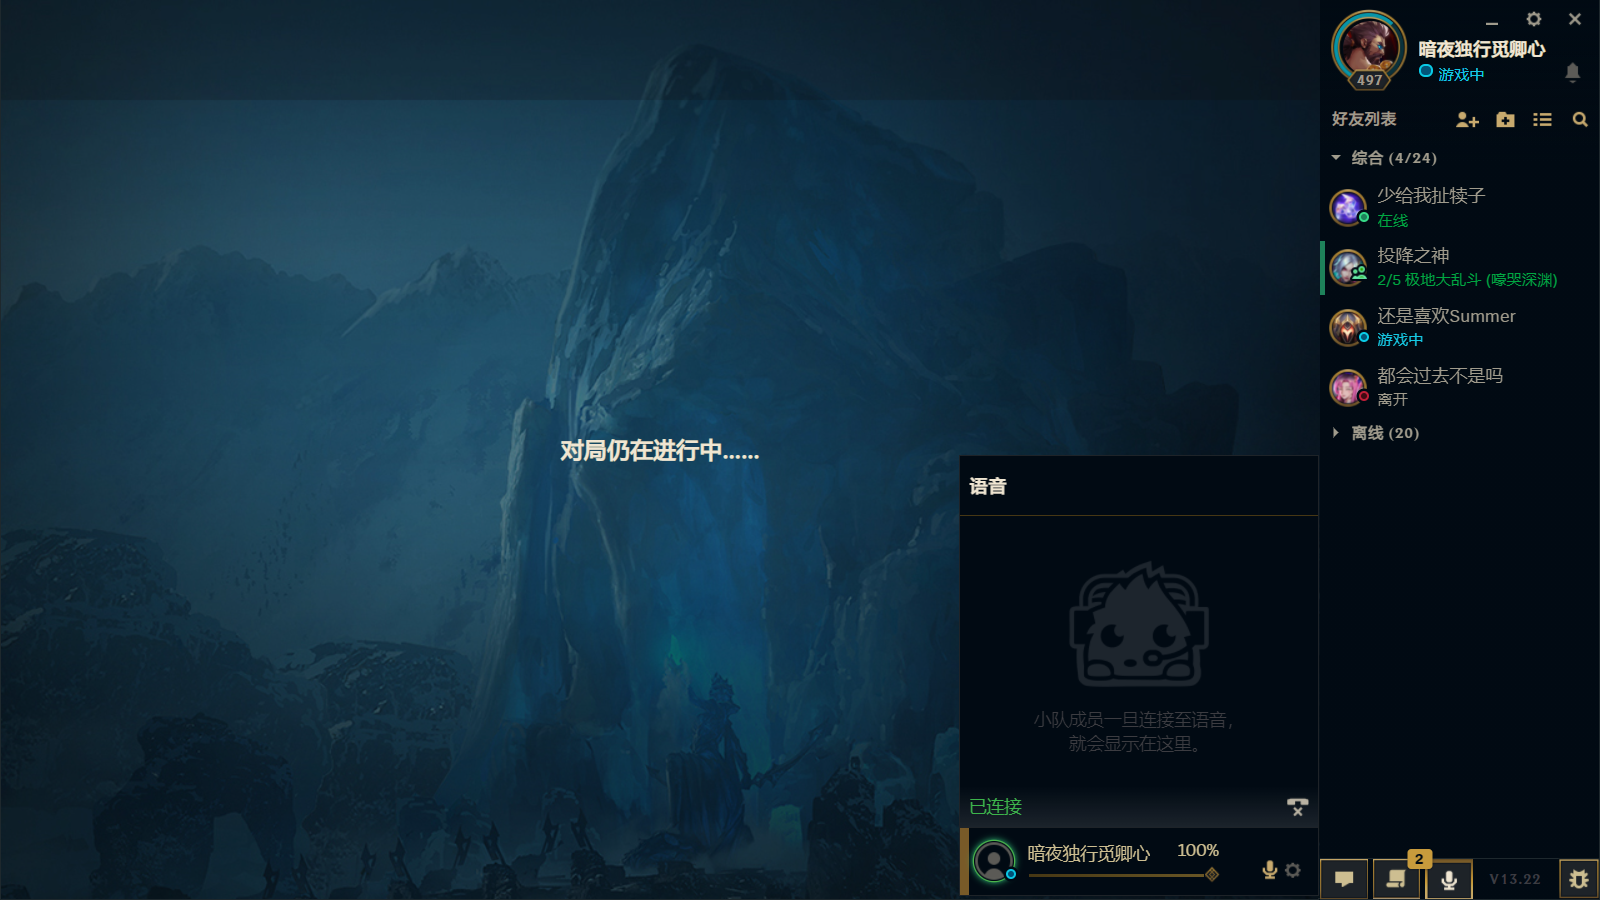 暗夜独行觅卿心
游戏中
497
好友列表
综合 (4/24)
少给我扯犊子
在线
投降之神
2/5 极地大乱斗 (嚎哭深渊)
还是喜欢Summer
游戏中
都会过去不是吗
离开
离线 (20)
对局仍在进行中......
语音
小队成员一旦连接至语音，
就会显示在这里。
已连接
暗夜独行觅卿心 100%
2
V13.22